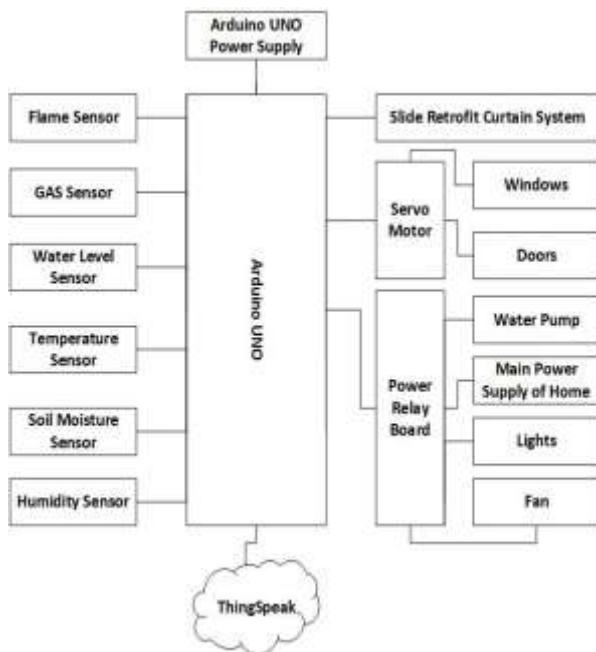 Arduino UNO
Power Supply
Flame Sensor
GAS Sensor
Water Level
Sensor
Temperature
Sensor
Soil Moisture
Sensor
Humidity Sensor
Arduino UNO
Slide Retrofit Curtain System
Servo
Motor
Windows
Doors
Power
Relay
Board
Water Pump
Main Power
Supply of Home
Lights
Fan
ThingSpeak